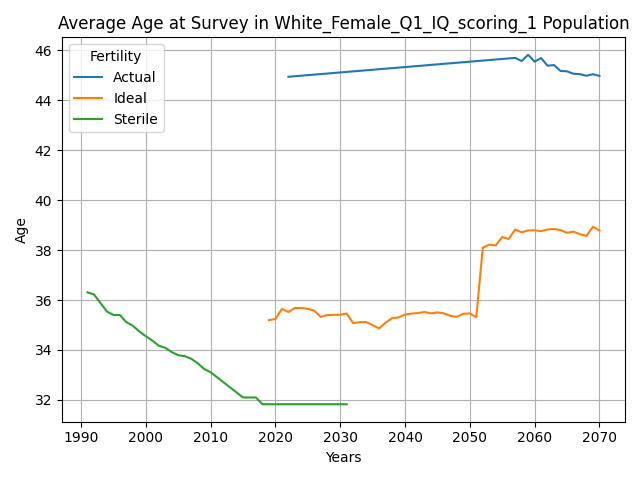 Average Age at Survey in White_Female_Q1_IQ_scoring_1 Population
Fertility
Actual
Ideal
Sterile
46
44
42
40
38
36
34
32
Age
1990
2000
2010
2020
2030
2040
2050
2060
2070
Years